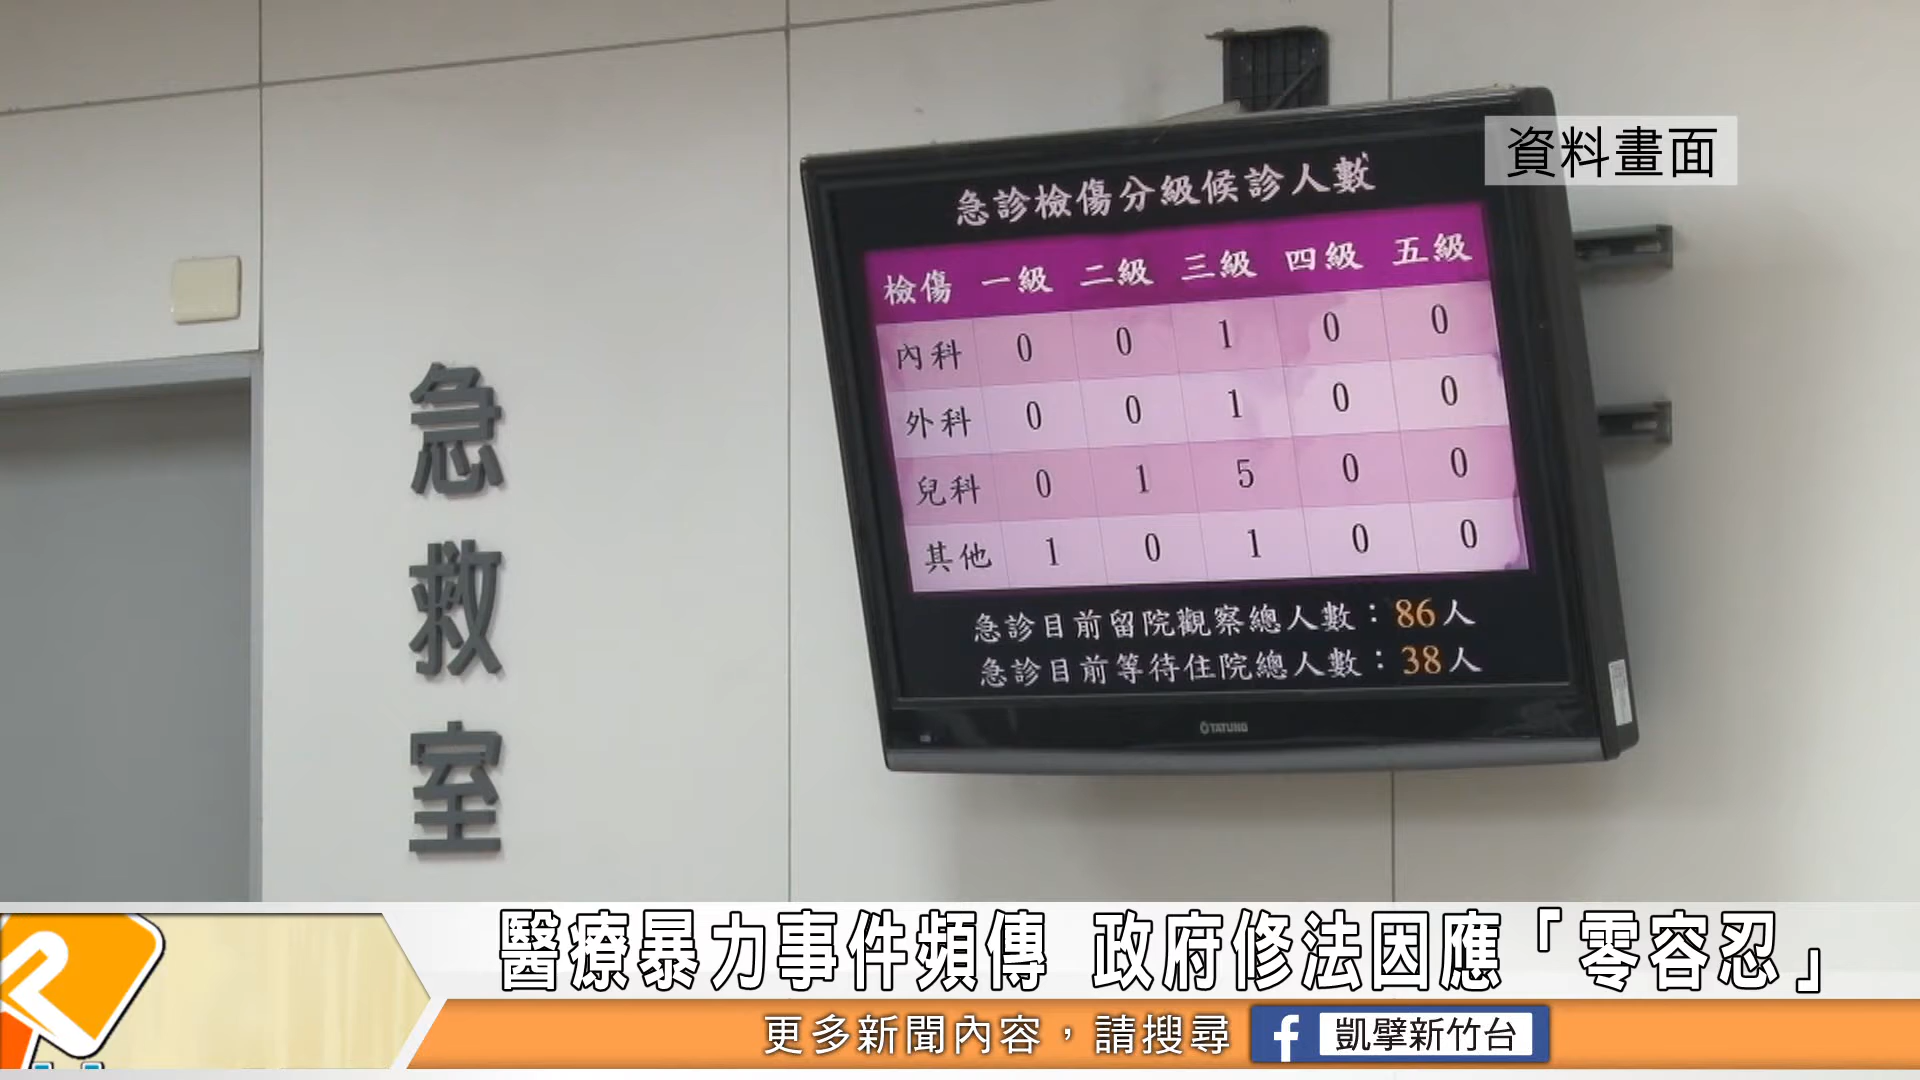 資料畫面
急診檢傷分級候診人數
檢傷 一級 二級 三級 四級 五級
內科 0 0 1 0 0
外科 0 0 1 0 0
兒科 0 1 5 0 0
其他 1 0 1 0 0
急診目前留院觀察總人數：86人
急診目前等待住院總人數：38人
TATUNG
急救室
醫療暴力事件頻傳 政府修法因應「零容忍」
更多新聞內容，請搜尋 f 凱擘新竹台